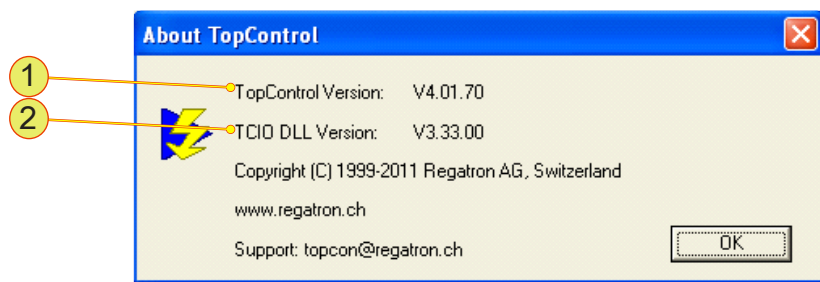 About TopControl
1
TopControl Version: V4.01.70
2
TCIO DLL Version: V3.33.00
Copyright (C) 1999-2011 Regatron AG, Switzerland
www.regatron.ch
Support: topcon@regatron.ch
OK